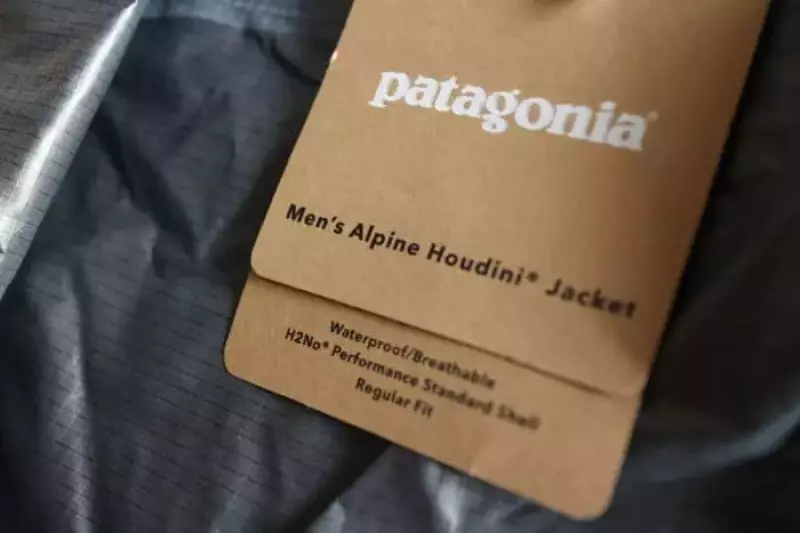 patagonia®
Men's Alpine Houdini® Jacket
Waterproof/Breathable
H2No® Performance Standard Shell
Regular Fit